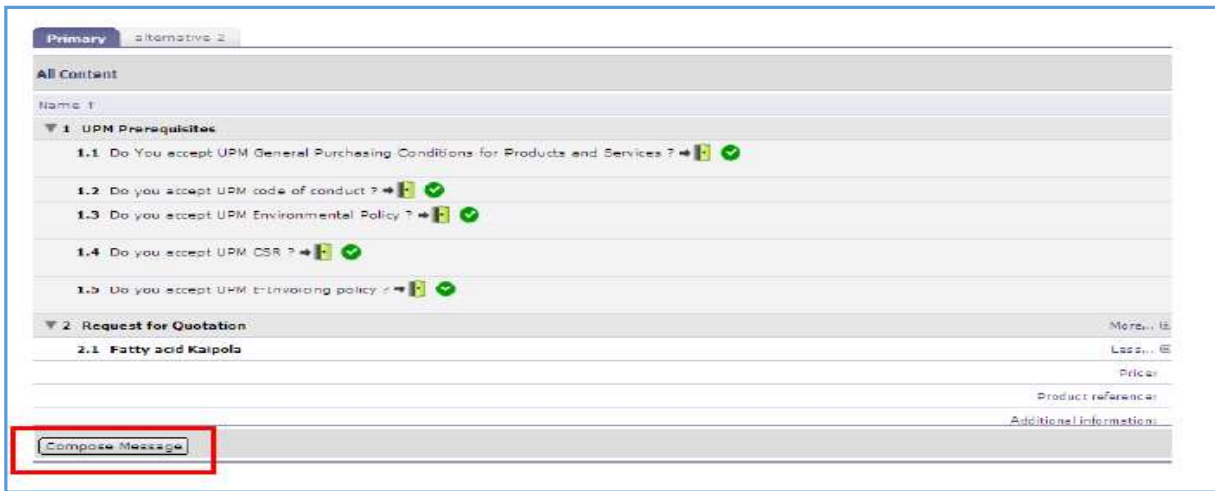 Primary alternative 2
All Content
Name ↑
▼ 1 UPM Prerequisites
1.1 Do You accept UPM General Purchasing Conditions for Products and Services ?
1.2 Do you accept UPM code of conduct ?
1.3 Do you accept UPM Environmental Policy ?
1.4 Do you accept UPM CSR ?
1.5 Do you accept UPM E-Invoicing policy ?
▼ 2 Request for Quotation More...
2.1 Fatty acid Kaipola Less...
Price:
Product reference:
Additional information:
Compose Message